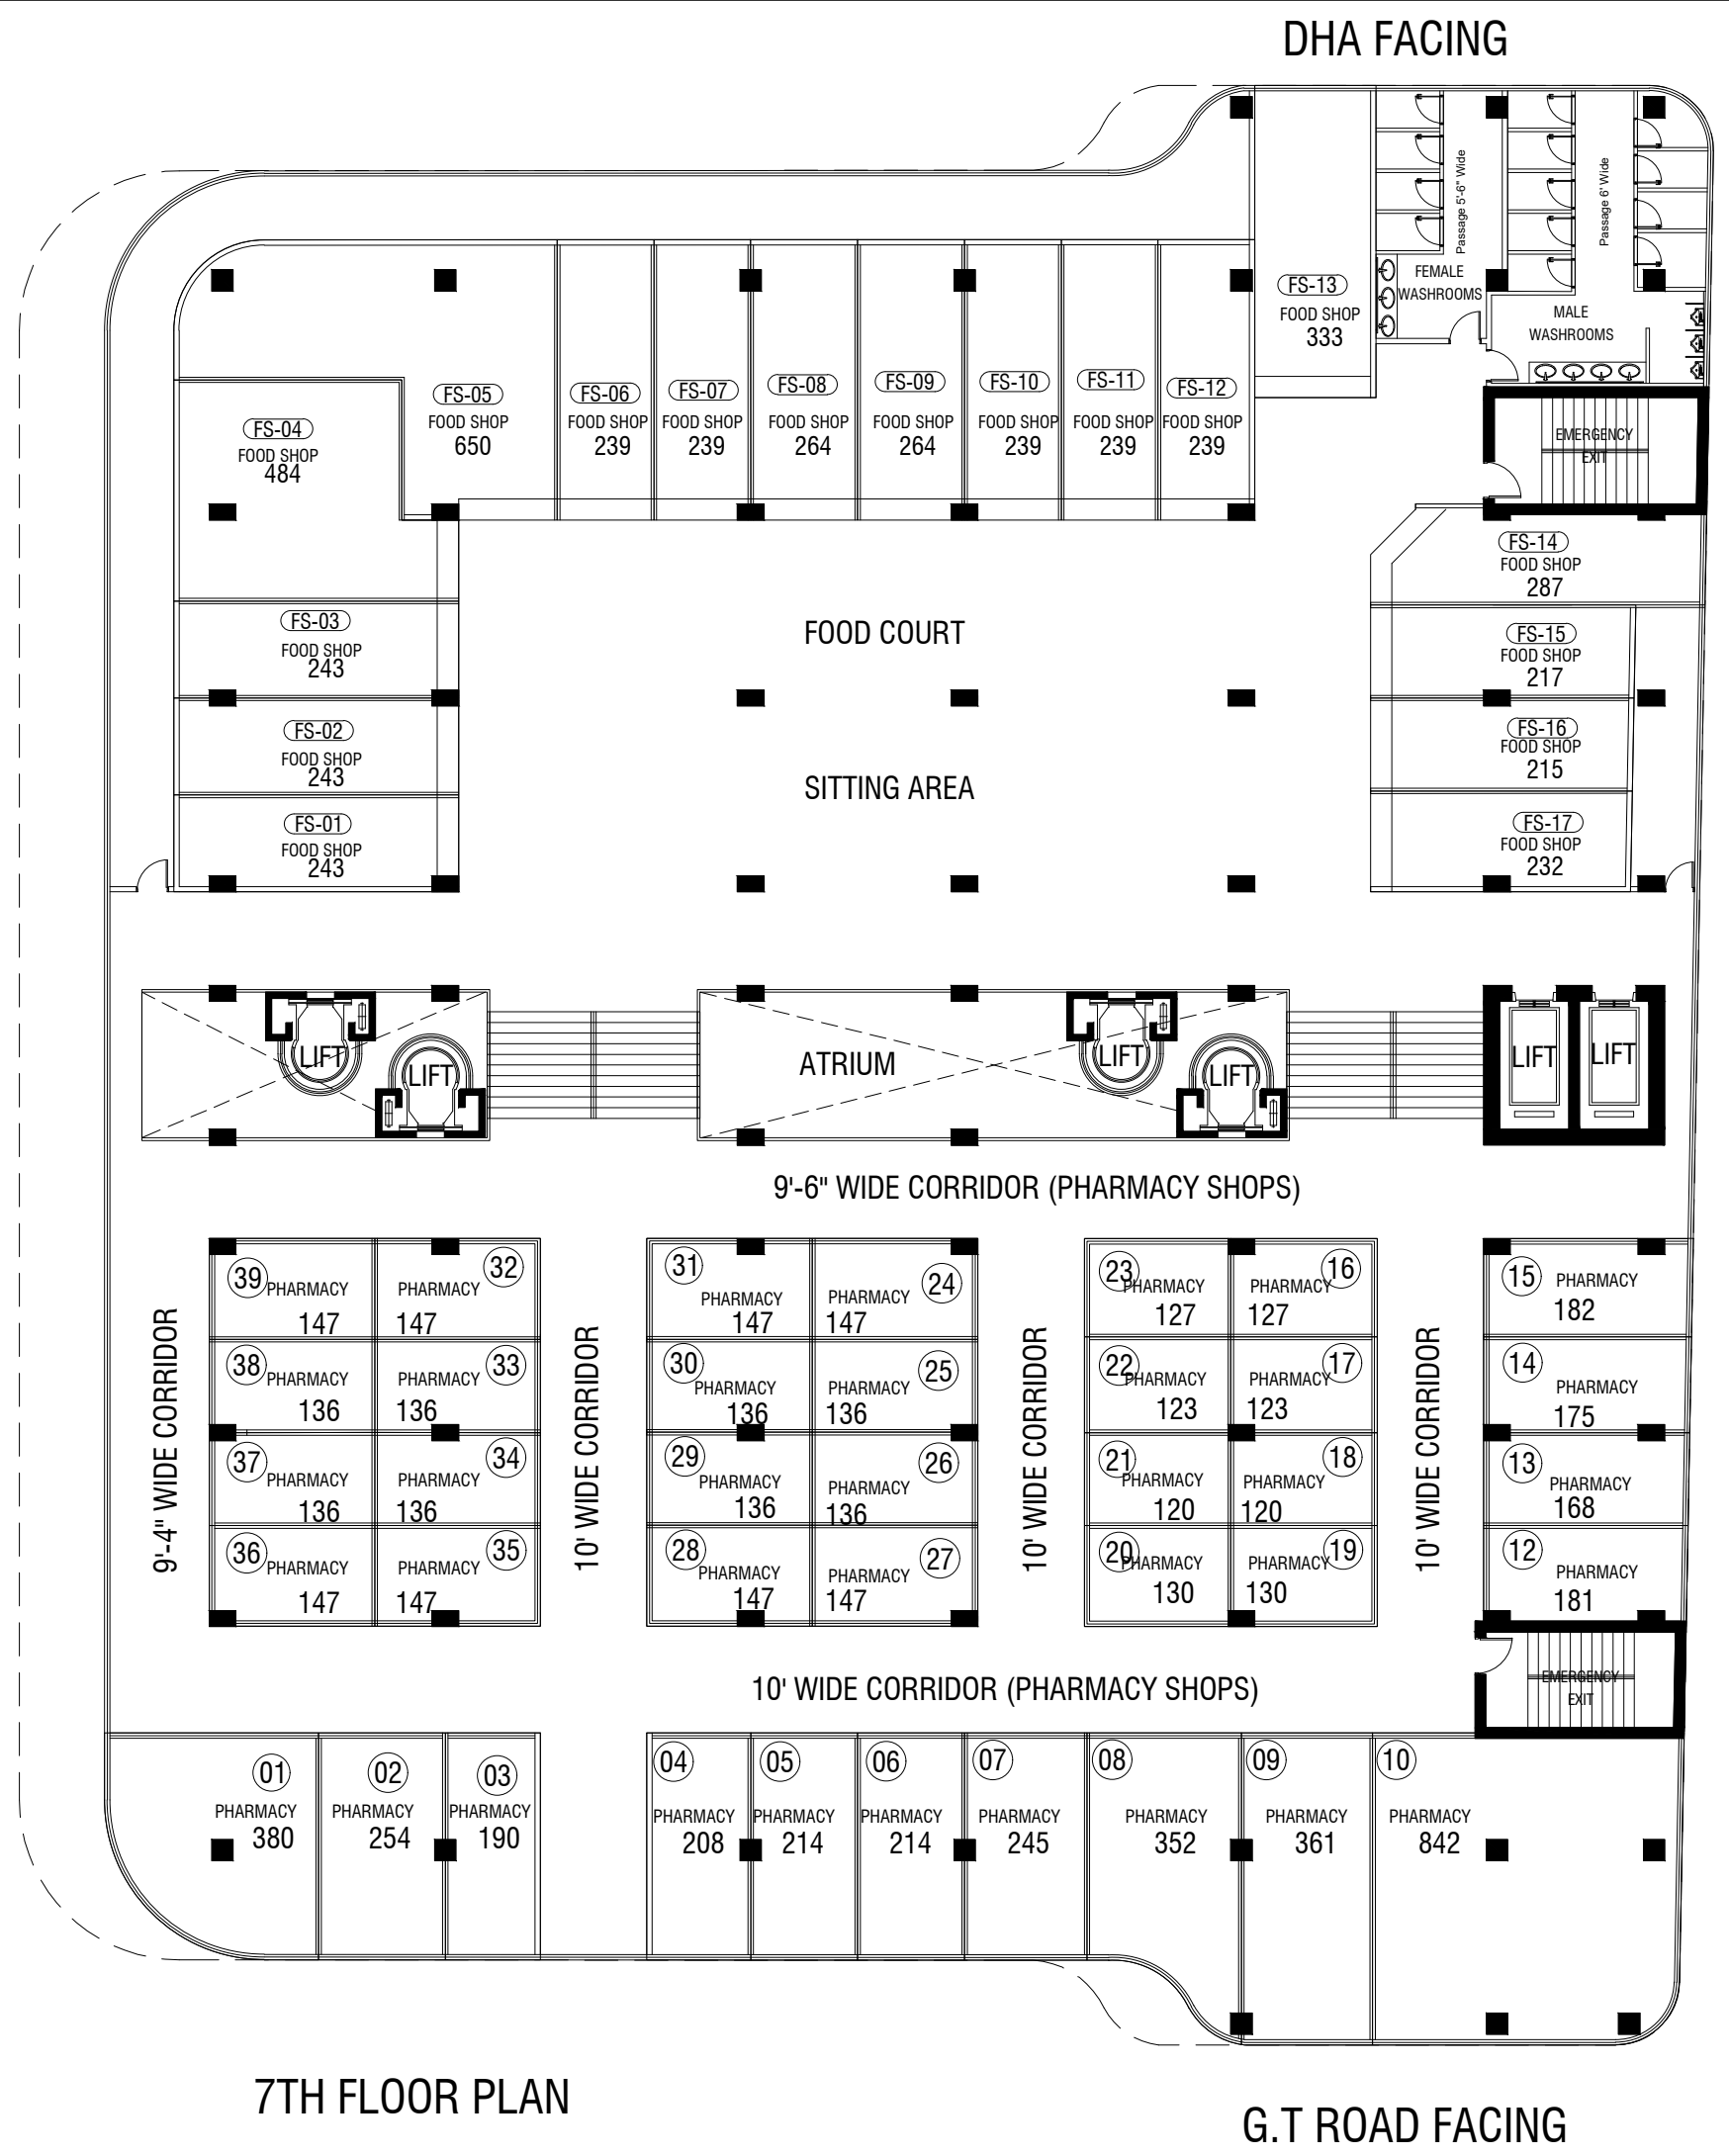 DHA FACING
Passage 5'-6" Wide
Passage 6' Wide
FEMALE
WASHROOMS
MALE
WASHROOMS
FS-13
FOOD SHOP
333
EMERGENCY
EXIT
FS-04
FOOD SHOP
484
FS-05
FOOD SHOP
650
FS-06
FOOD SHOP
239
FS-07
FOOD SHOP
239
FS-08
FOOD SHOP
264
FS-09
FOOD SHOP
264
FS-10
FOOD SHOP
239
FS-11
FOOD SHOP
239
FS-12
FOOD SHOP
239
FS-14
FOOD SHOP
287
FS-03
FOOD SHOP
243
FOOD COURT
FS-15
FOOD SHOP
217
FS-02
FOOD SHOP
243
SITTING AREA
FS-16
FOOD SHOP
215
FS-01
FOOD SHOP
243
FS-17
FOOD SHOP
232
LIFT
LIFT
ATRIUM
LIFT
LIFT
LIFT
LIFT
9'-6" WIDE CORRIDOR (PHARMACY SHOPS)
9'-4" WIDE CORRIDOR
39
PHARMACY
147
32
PHARMACY
147
38
PHARMACY
136
33
PHARMACY
136
37
PHARMACY
136
34
PHARMACY
136
36
PHARMACY
147
35
PHARMACY
147
10' WIDE CORRIDOR
31
PHARMACY
147
24
PHARMACY
147
30
PHARMACY
136
25
PHARMACY
136
29
PHARMACY
136
26
PHARMACY
136
28
PHARMACY
147
27
PHARMACY
147
10' WIDE CORRIDOR
23
PHARMACY
127
16
PHARMACY
127
22
PHARMACY
123
17
PHARMACY
123
21
PHARMACY
120
18
PHARMACY
120
20
PHARMACY
130
19
PHARMACY
130
10' WIDE CORRIDOR
15
PHARMACY
182
14
PHARMACY
175
13
PHARMACY
168
12
PHARMACY
181
10' WIDE CORRIDOR (PHARMACY SHOPS)
EMERGENCY
EXIT
01
PHARMACY
380
02
PHARMACY
254
03
PHARMACY
190
04
PHARMACY
208
05
PHARMACY
214
06
PHARMACY
214
07
PHARMACY
245
08
PHARMACY
352
09
PHARMACY
361
10
PHARMACY
842
7TH FLOOR PLAN
G.T ROAD FACING